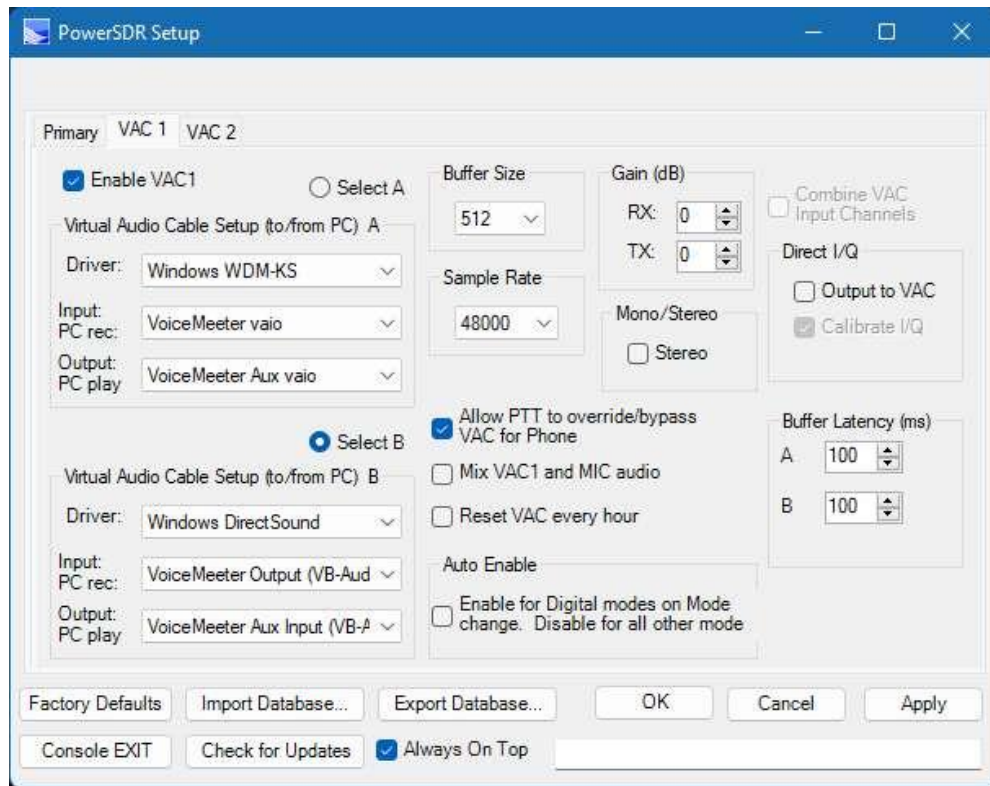 PowerSDR Setup
Primary VAC 1 VAC 2
Enable VAC1
Select A
Virtual Audio Cable Setup (to/from PC) A
Driver: Windows WDM-KS
Input:
PC rec: VoiceMeeter vaio
Output:
PC play VoiceMeeter Aux vaio
Select B
Virtual Audio Cable Setup (to/from PC) B
Driver: Windows DirectSound
Input:
PC rec: VoiceMeeter Output (VB-Aud
Output:
PC play VoiceMeeter Aux Input (VB-A
Buffer Size
512
Sample Rate
48000
Gain (dB)
RX: 0
TX: 0
Mono/Stereo
Stereo
Combine VAC
Input Channels
Direct I/Q
Output to VAC
Calibrate I/Q
Allow PTT to override/bypass
VAC for Phone
Mix VAC1 and MIC audio
Reset VAC every hour
Buffer Latency (ms)
A 100
B 100
Auto Enable
Enable for Digital modes on Mode
change. Disable for all other mode
Factory Defaults Import Database... Export Database... OK Cancel Apply
Console EXIT Check for Updates Always On Top